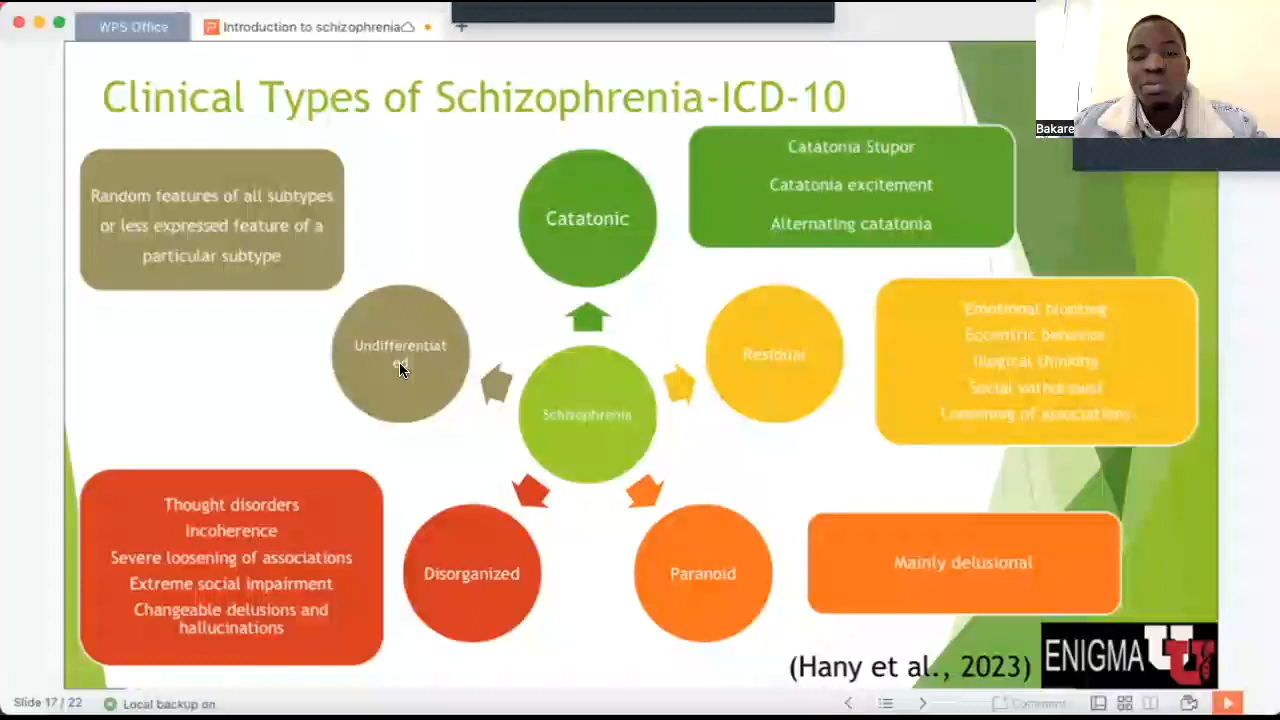 WPS Office
Introduction to schizophrenia
Clinical Types of Schizophrenia-ICD-10
Bakare
Random features of all subtypes
or less expressed feature of a
particular subtype
Catatonic
Catatonia Stupor
Catatonia excitement
Alternating catatonia
Undifferentiat
ed
Schizophrenia
Residual
Emotional blunting
Eccentric behavior
Illogical thinking
Social withdrawal
Loosening of associations
Thought disorders
Incoherence
Severe loosening of associations
Extreme social impairment
Changeable delusions and
hallucinations
Disorganized
Paranoid
Mainly delusional
(Hany et al., 2023)
ENIGMA U
Slide 17 / 22
Local backup on
Comment